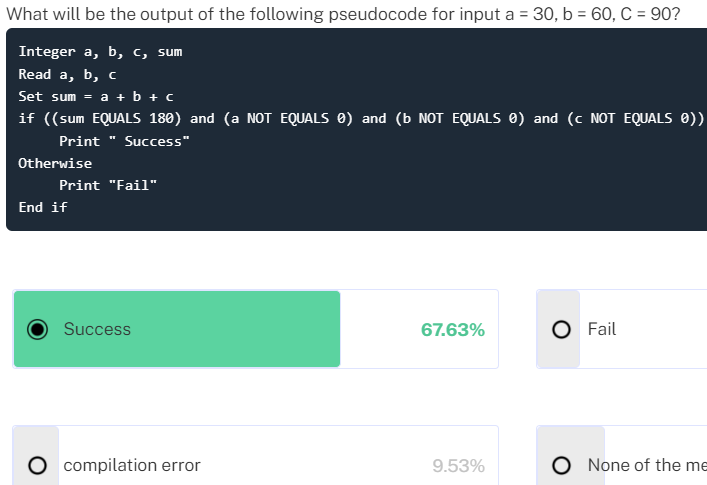 What will be the output of the following pseudocode for input a = 30, b = 60, C = 90?
Integer a, b, c, sum
Read a, b, c
Set sum = a + b + c
if ((sum EQUALS 180) and (a NOT EQUALS 0) and (b NOT EQUALS 0) and (c NOT EQUALS 0))
Print " Success"
Otherwise
Print "Fail"
End if
Success 67.63%
Fail
compilation error 9.53%
None of the me